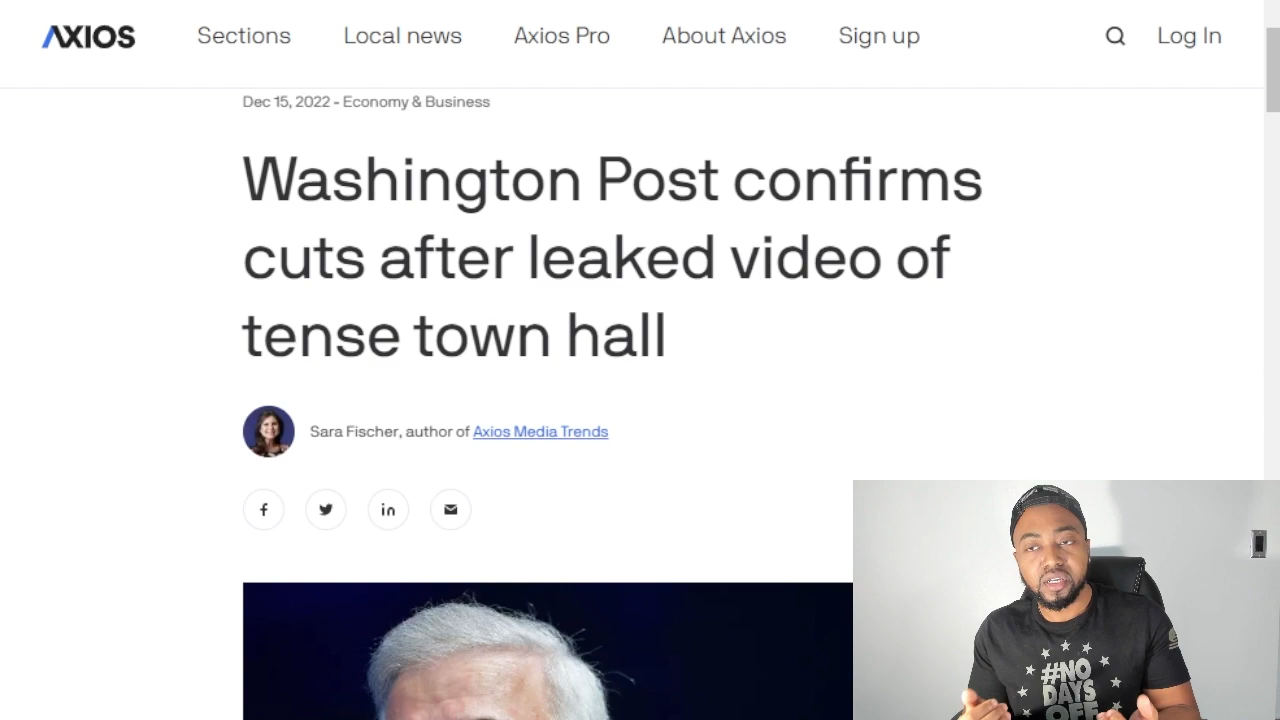 AXIOS Sections Local news Axios Pro About Axios Sign up Log In
Dec 15, 2022 - Economy & Business
Washington Post confirms
cuts after leaked video of
tense town hall
Sara Fischer, author of Axios Media Trends
#NO
DAYS
OFF